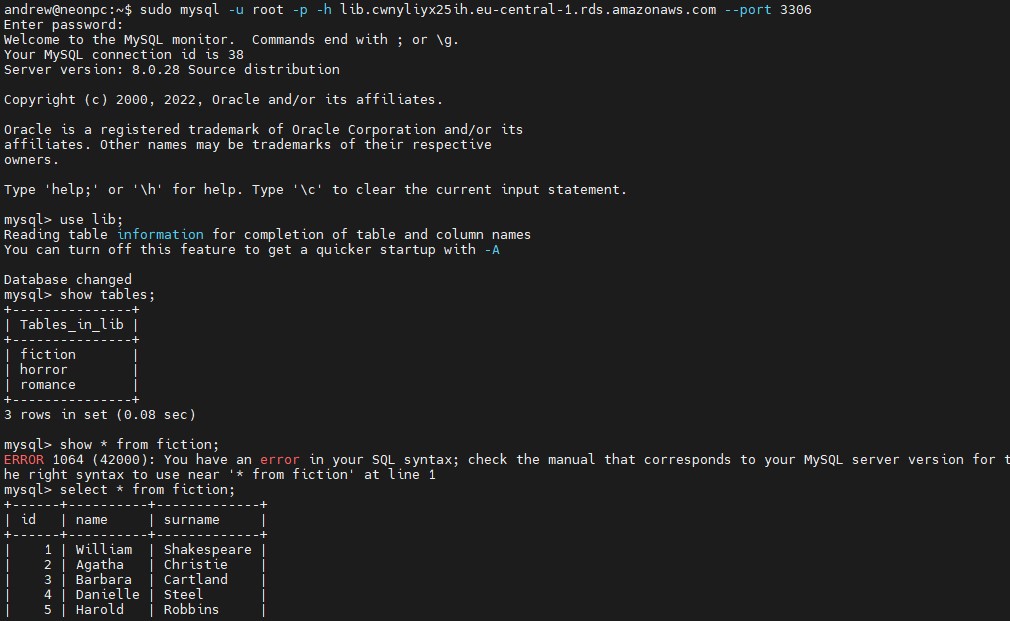 andrew@neonpc:~$ sudo mysql -u root -p -h lib.cwnyliyx25ih.eu-central-1.rds.amazonaws.com --port 3306
Enter password:
Welcome to the MySQL monitor.  Commands end with ; or \g.
Your MySQL connection id is 38
Server version: 8.0.28 Source distribution

Copyright (c) 2000, 2022, Oracle and/or its affiliates.

Oracle is a registered trademark of Oracle Corporation and/or its
affiliates. Other names may be trademarks of their respective
owners.

Type 'help;' or '\h' for help. Type '\c' to clear the current input statement.

mysql> use lib;
Reading table information for completion of table and column names
You can turn off this feature to get a quicker startup with -A

Database changed
mysql> show tables;
+---------------+
| Tables_in_lib |
+---------------+
| fiction       |
| horror        |
| romance       |
+---------------+
3 rows in set (0.08 sec)

mysql> show * from fiction;
ERROR 1064 (42000): You have an error in your SQL syntax; check the manual that corresponds to your MySQL server version for t
he right syntax to use near '* from fiction' at line 1
mysql> select * from fiction;
+------+----------+-------------+
| id   | name     | surname     |
+------+----------+-------------+
|    1 | William  | Shakespeare |
|    2 | Agatha   | Christie    |
|    3 | Barbara  | Cartland    |
|    4 | Danielle | Steel       |
|    5 | Harold   | Robbins     |